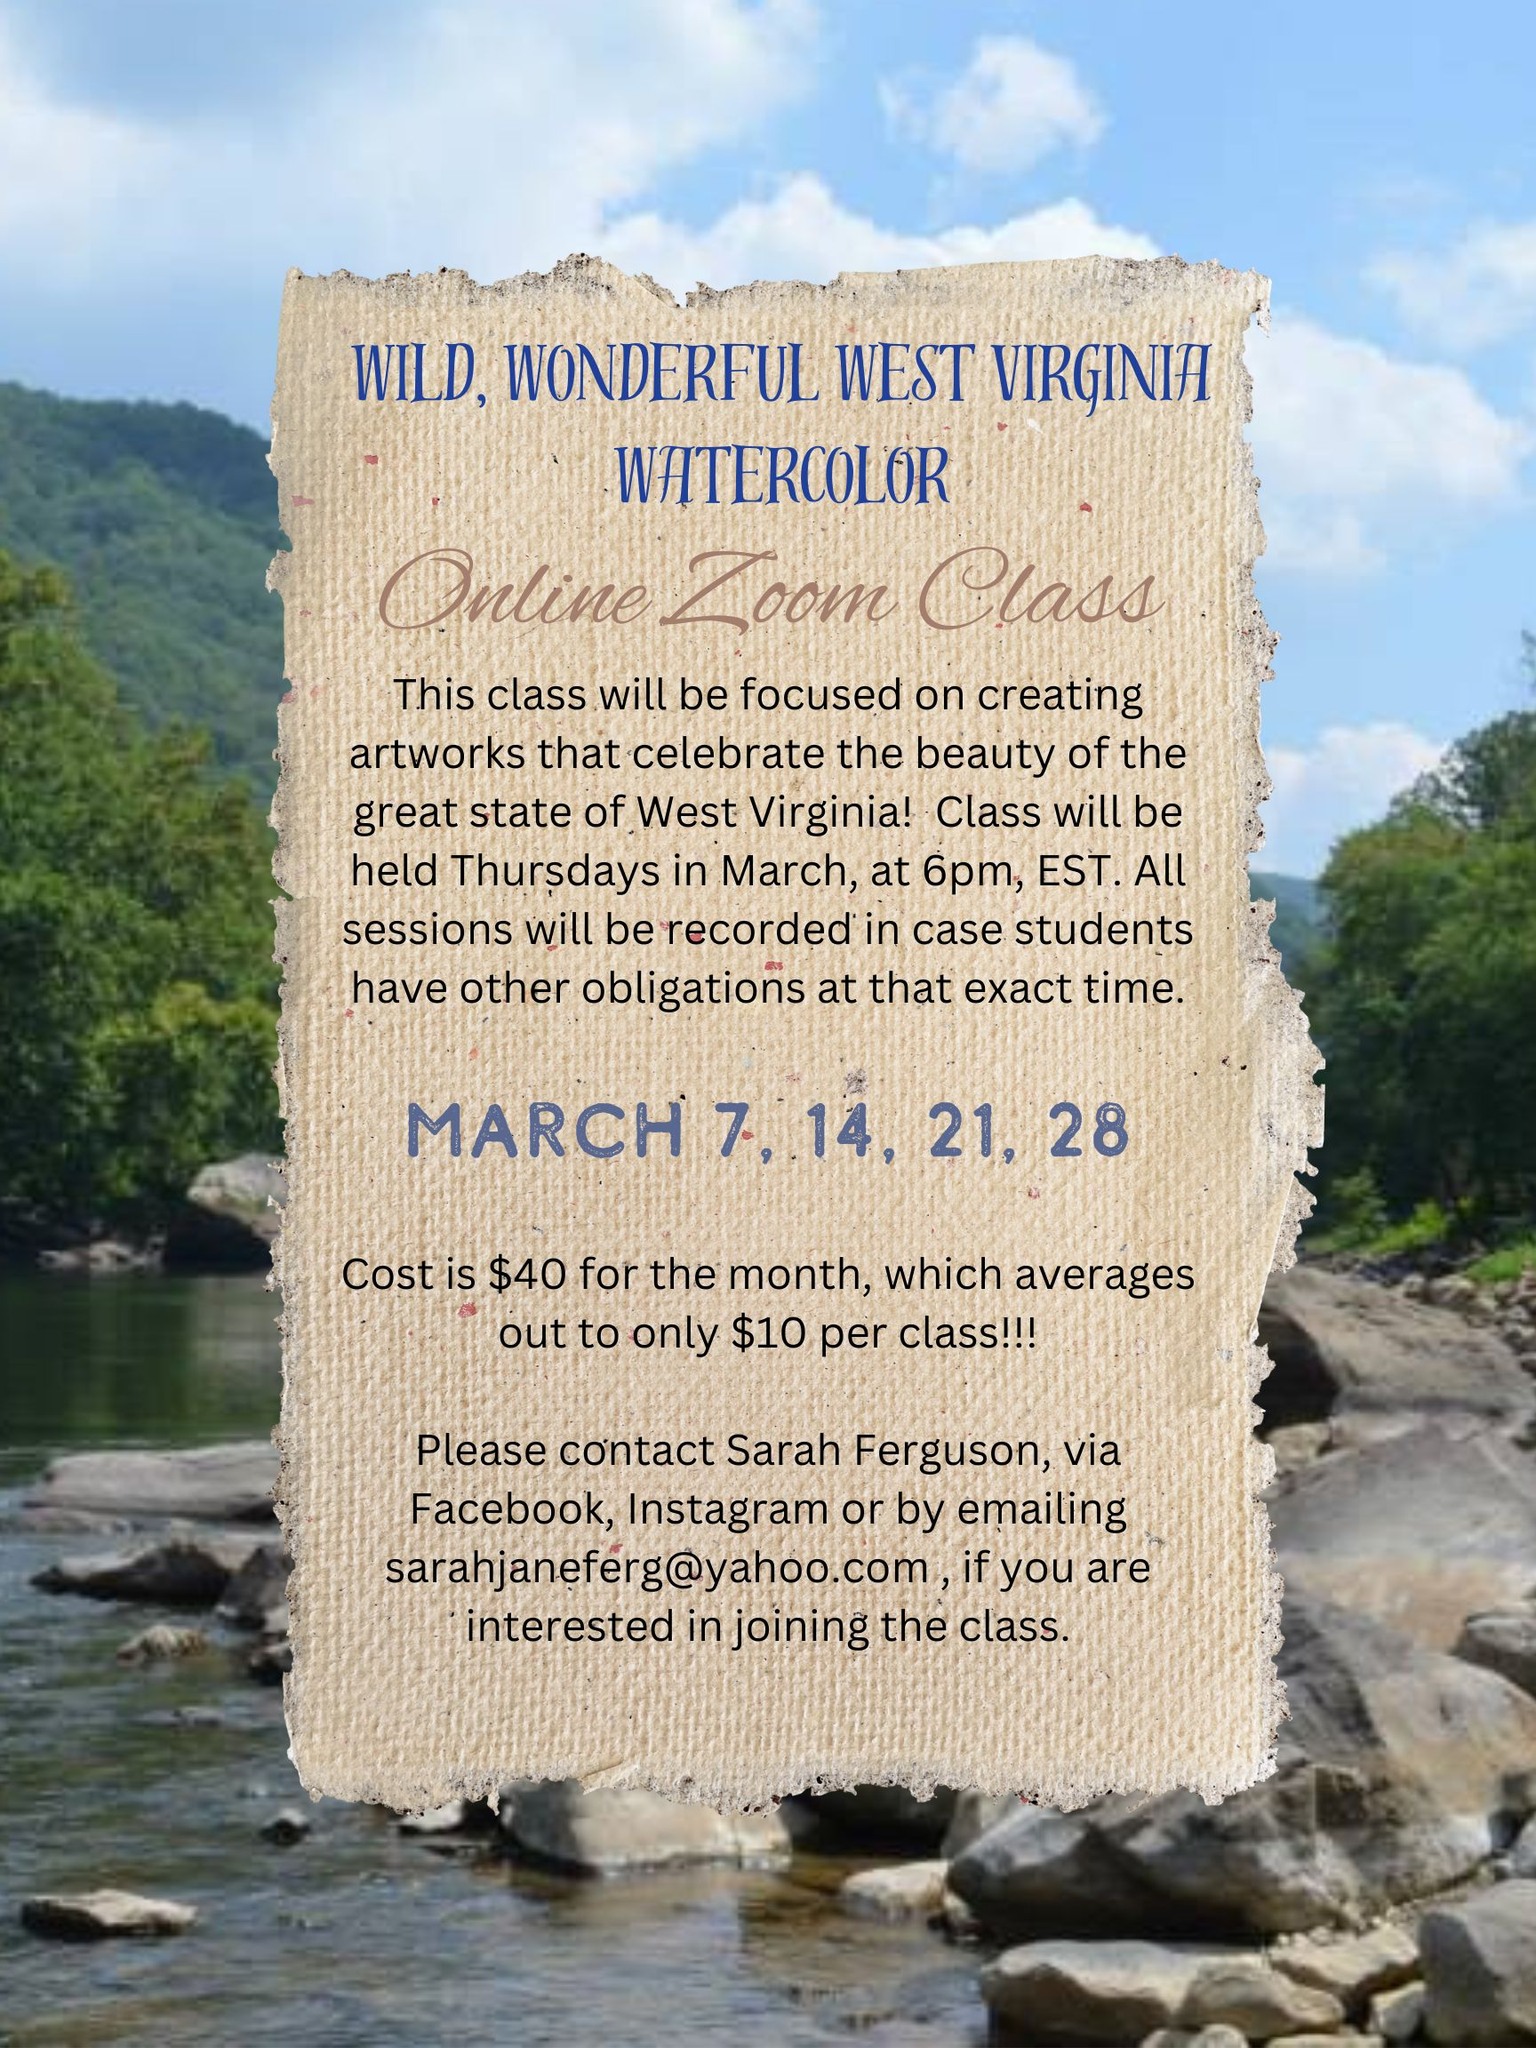 WILD, WONDERFUL WEST VIRGINIA
WATERCOLOR
Online Zoom Class
This class will be focused on creating
artworks that celebrate the beauty of the
great state of West Virginia!  Class will be
held Thursdays in March, at 6pm, EST. All
sessions will be recorded in case students
have other obligations at that exact time.
MARCH 7, 14, 21, 28
Cost is $40 for the month, which averages
out to only $10 per class!!!
Please contact Sarah Ferguson, via
Facebook, Instagram or by emailing
sarahjaneferg@yahoo.com , if you are
interested in joining the class.